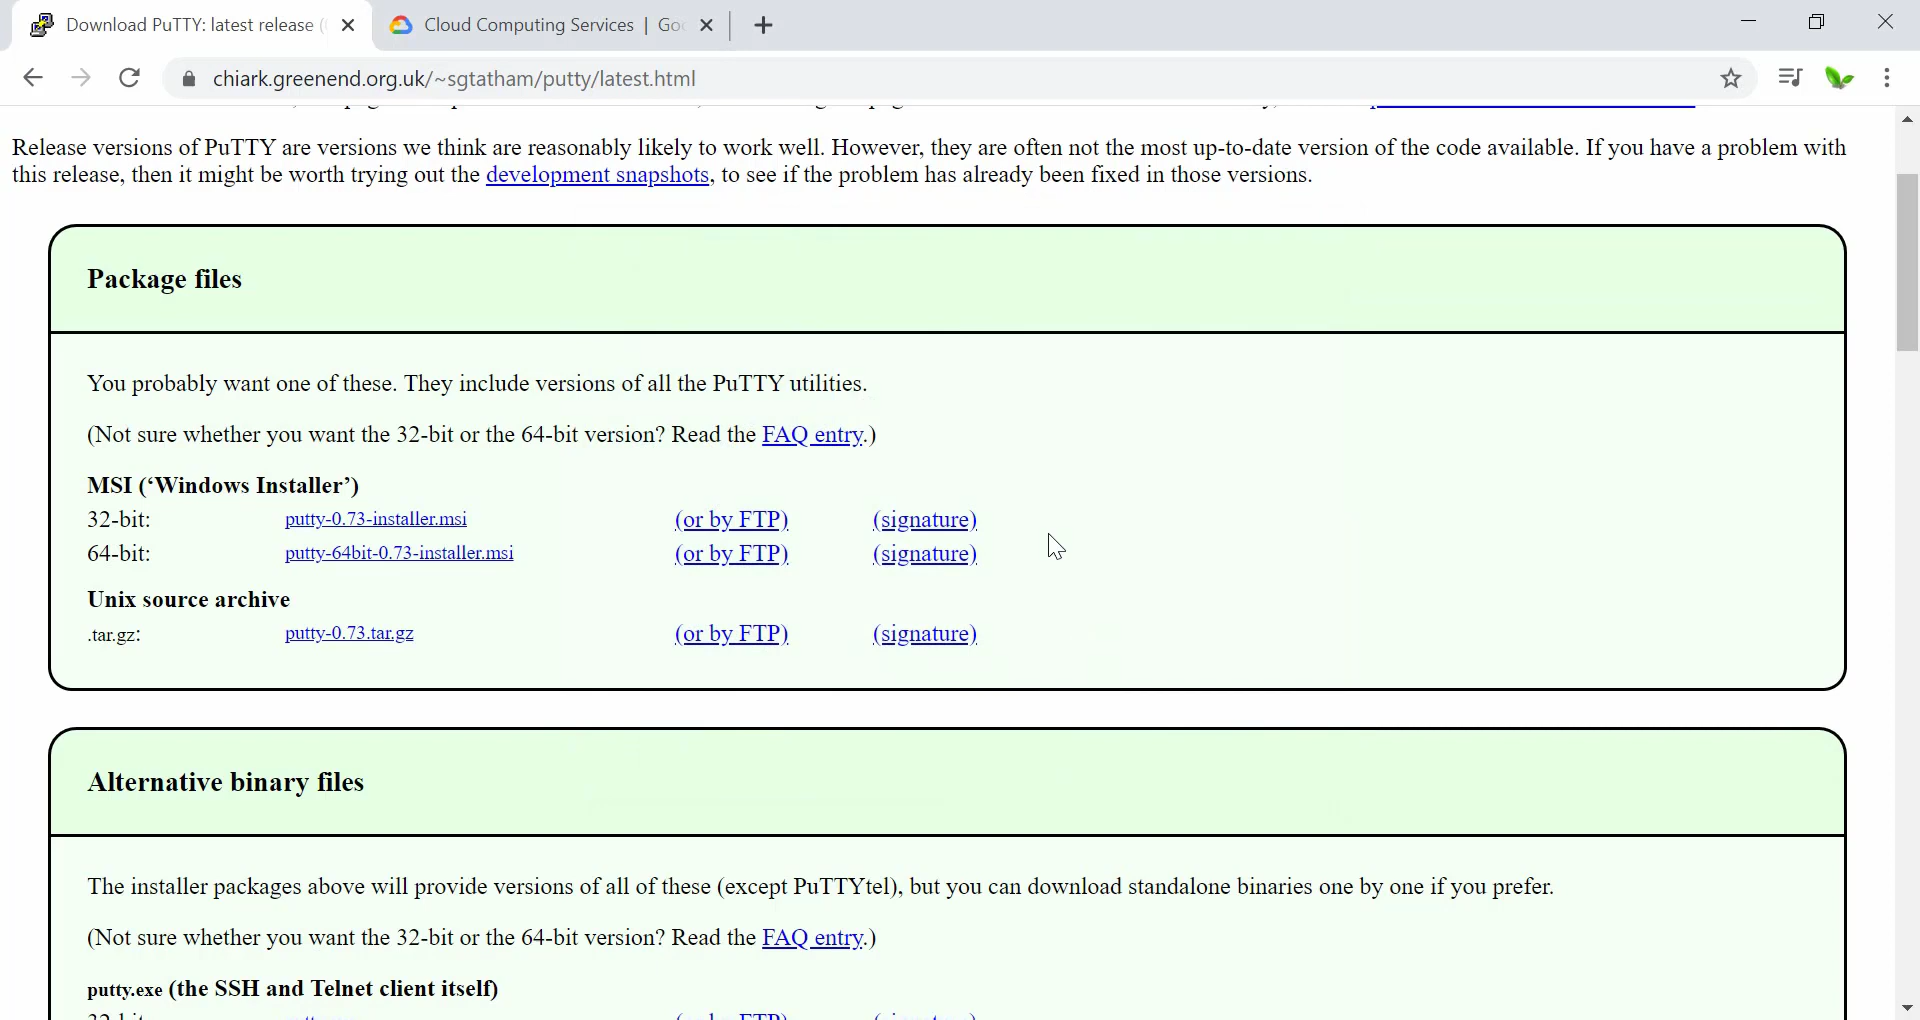 Download PuTTY: latest release (
Cloud Computing Services | Goo
chiark.greenend.org.uk/~sgtatham/putty/latest.html
Release versions of PuTTY are versions we think are reasonably likely to work well. However, they are often not the most up-to-date version of the code available. If you have a problem with
this release, then it might be worth trying out the development snapshots, to see if the problem has already been fixed in those versions.
Package files
You probably want one of these. They include versions of all the PuTTY utilities.
(Not sure whether you want the 32-bit or the 64-bit version? Read the FAQ entry.)
MSI (‘Windows Installer’)
32-bit: putty-0.73-installer.msi (or by FTP) (signature)
64-bit: putty-64bit-0.73-installer.msi (or by FTP) (signature)
Unix source archive
.tar.gz: putty-0.73.tar.gz (or by FTP) (signature)
Alternative binary files
The installer packages above will provide versions of all of these (except PuTTYtel), but you can download standalone binaries one by one if you prefer.
(Not sure whether you want the 32-bit or the 64-bit version? Read the FAQ entry.)
putty.exe (the SSH and Telnet client itself)